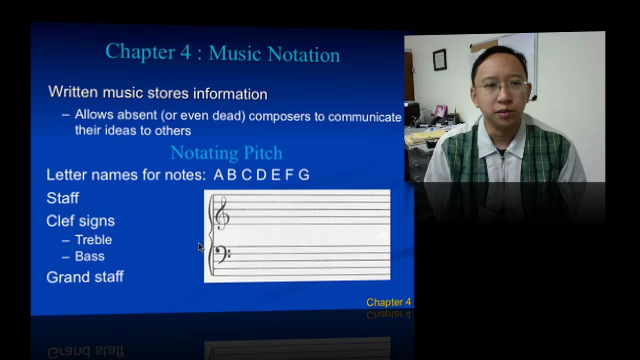 Chapter 4 : Music Notation
Written music stores information
– Allows absent (or even dead) composers to communicate
their ideas to others
Notating Pitch
Letter names for notes: A B C D E F G
Staff
Clef signs
– Treble
– Bass
Grand staff
Chapter 4